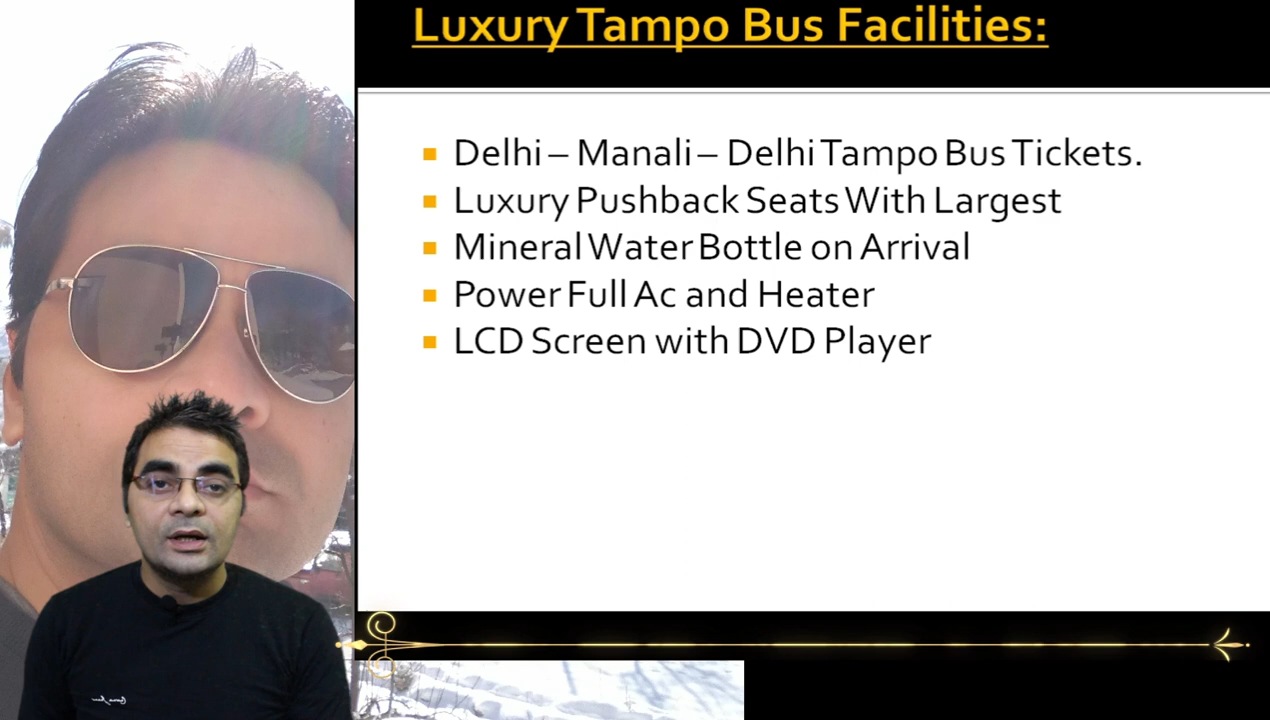 Luxury Tampo Bus Facilities:
Delhi – Manali – Delhi Tampo Bus Tickets.
Luxury Pushback Seats With Largest
Mineral Water Bottle on Arrival
Power Full Ac and Heater
LCD Screen with DVD Player